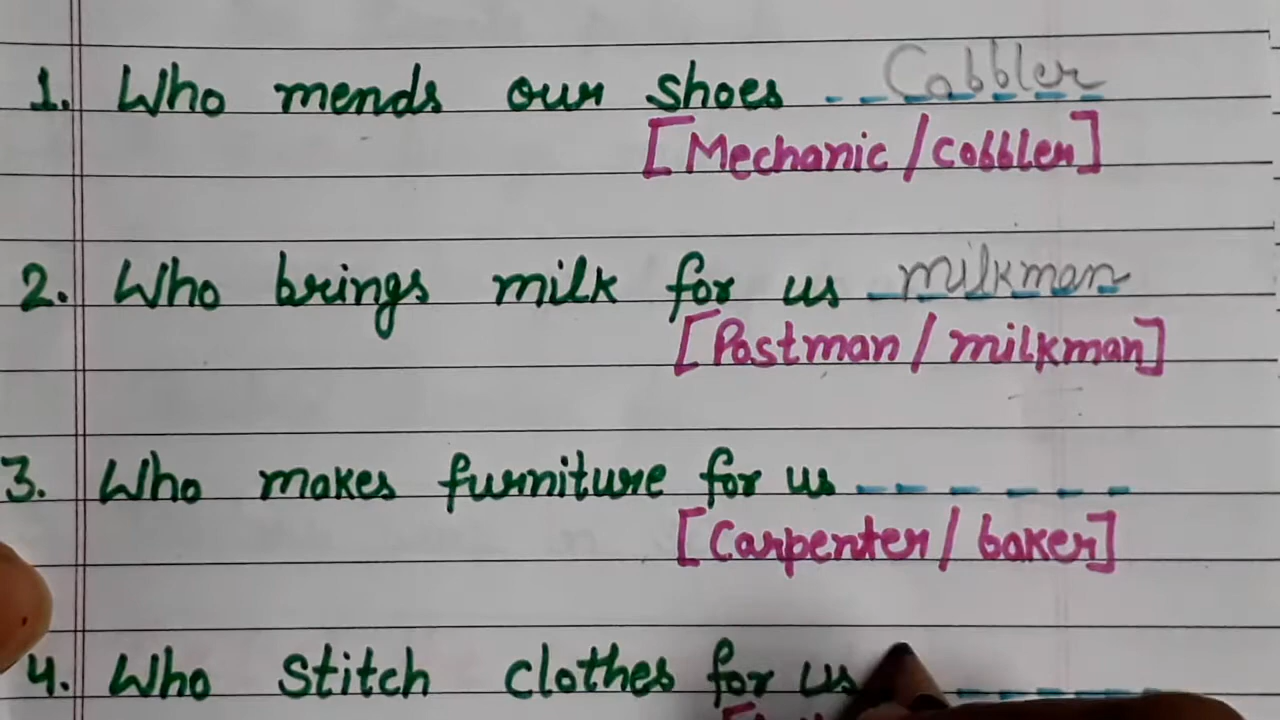 1. Who mends our shoes Cobbler
[Mechanic / cobbler]
2. Who brings milk for us milkman
[Postman / milkman]
3. Who makes furniture for us
[Carpenter / baker]
4. Who stitch clothes for us